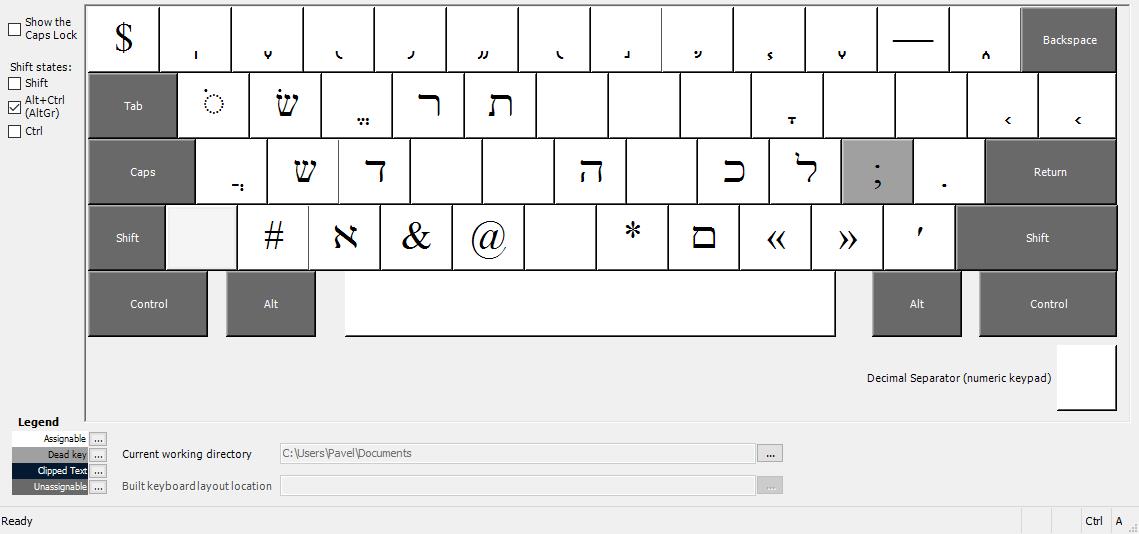 Show the
Caps Lock
Shift states:
Shift
Alt+Ctrl
(AltGr)
Ctrl
$ — Backspace
Tab שׂ ר ת
Caps ש ד ה כ ל ; . Return
Shift # א & @ * ם « » ׳ Shift
Control Alt Alt Control
Decimal Separator (numeric keypad)
Legend
Assignable ...
Dead key ...
Clipped Text ...
Unassignable ...
Current working directory C:\Users\Pavel\Documents ...
Built keyboard layout location ...
Ready Ctrl A